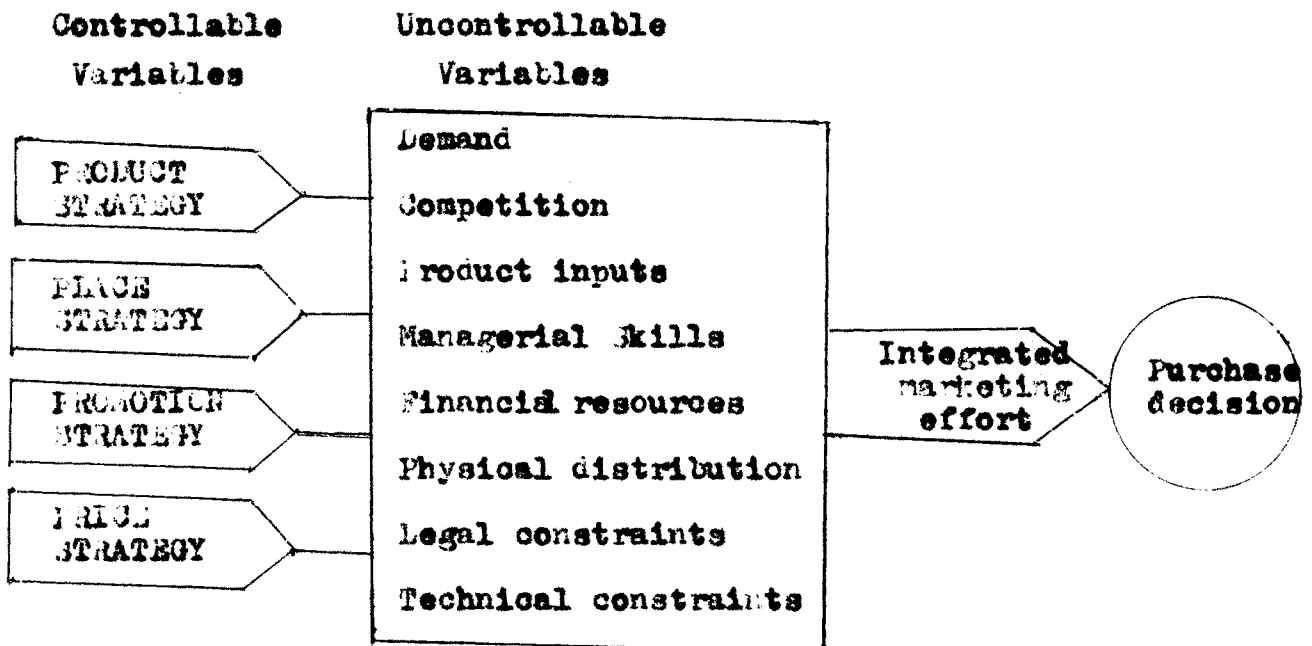 Controllable
Variables
Uncontrollable
Variables
PRODUCT
STRATEGY
PLACE
STRATEGY
PROMOTION
STRATEGY
PRICE
STRATEGY
Demand
Competition
Product inputs
Managerial Skills
Financial resources
Physical distribution
Legal constraints
Technical constraints
Integrated
marketing
effort
Purchase
decision